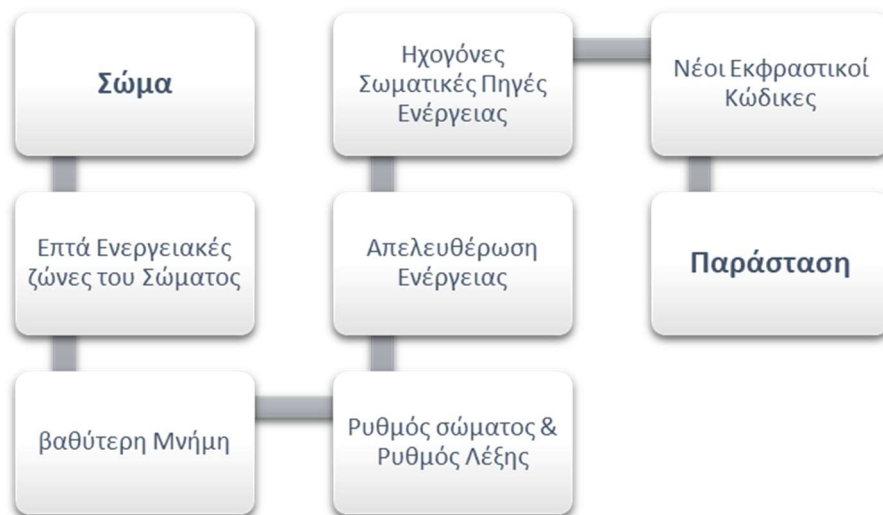 Σώμα
Επτά Ενεργειακές
ζώνες του Σώματος
βαθύτερη Μνήμη
Ρυθμός σώματος &
Ρυθμός Λέξης
Απελευθέρωση
Ενέργειας
Ηχογόνες
Σωματικές Πηγές
Ενέργειας
Νέοι Εκφραστικοί
Κώδικες
Παράσταση